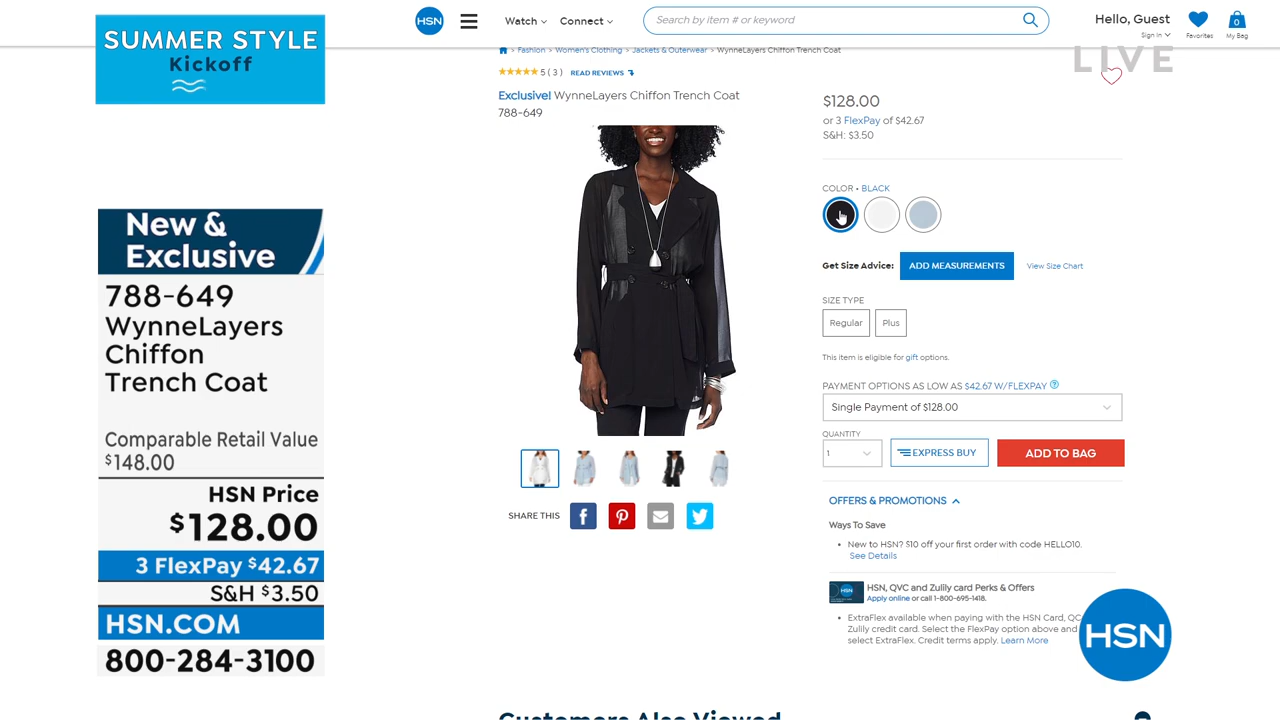 SUMMER STYLE
Kickoff
New &
Exclusive
788-649
WynneLayers
Chiffon
Trench Coat
Comparable Retail Value
$148.00
HSN Price
$128.00
3 FlexPay $42.67
S&H $3.50
HSN.COM
800-284-3100
HSN
Watch
Connect
Search by item # or keyword
Hello, Guest
Sign in
Favorites
0
My Bag
LIVE
> Fashion > Women's Clothing > Jackets & Outerwear > WynneLayers Chiffon Trench Coat
5 ( 3 ) READ REVIEWS
Exclusive! WynneLayers Chiffon Trench Coat
788-649
SHARE THIS
$128.00
or 3 FlexPay of $42.67
S&H: $3.50
COLOR • BLACK
Get Size Advice: ADD MEASUREMENTS View Size Chart
SIZE TYPE
Regular Plus
This item is eligible for gift options.
PAYMENT OPTIONS AS LOW AS $42.67 W/FLEXPAY ?
Single Payment of $128.00
QUANTITY
1 EXPRESS BUY ADD TO BAG
OFFERS & PROMOTIONS
Ways To Save
• New to HSN? $10 off your first order with code HELLO10.
See Details
HSN, QVC and Zulily card Perks & Offers
Apply online or call 1-800-695-1418.
• ExtraFlex available when paying with the HSN Card, QC
Zulily credit card. Select the FlexPay option above and
select ExtraFlex. Credit terms apply. Learn More
HSN
Customers Also Viewed